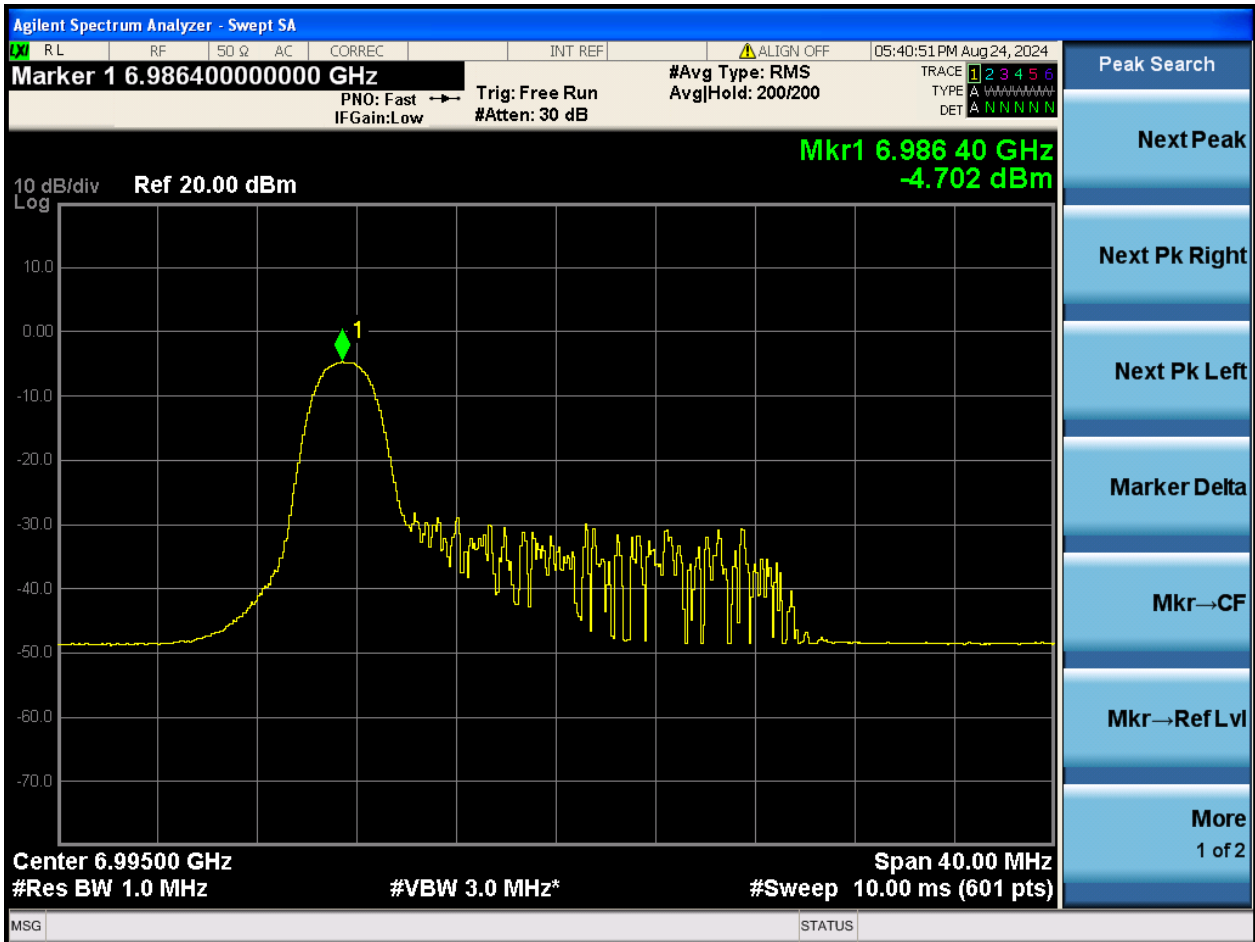 Agilent Spectrum Analyzer - Swept SA
LXI RL RF 50 Ω AC CORREC INT REF ALIGN OFF 05:40:51 PM Aug 24, 2024
Marker 1 6.986400000000 GHz
PNO: Fast
IFGain:Low
Trig: Free Run
#Atten: 30 dB
#Avg Type: RMS
Avg|Hold: 200/200
TRACE 1 2 3 4 5 6
TYPE A WWWWW
DET A N N N N N
Mkr1 6.986 40 GHz
-4.702 dBm
10 dB/div Ref 20.00 dBm
Log
10.0
0.00
1
-10.0
-20.0
-30.0
-40.0
-50.0
-60.0
-70.0
Center 6.99500 GHz Span 40.00 MHz
#Res BW 1.0 MHz #VBW 3.0 MHz* #Sweep 10.00 ms (601 pts)
MSG STATUS
Peak Search
Next Peak
Next Pk Right
Next Pk Left
Marker Delta
Mkr→CF
Mkr→Ref Lvl
More
1 of 2